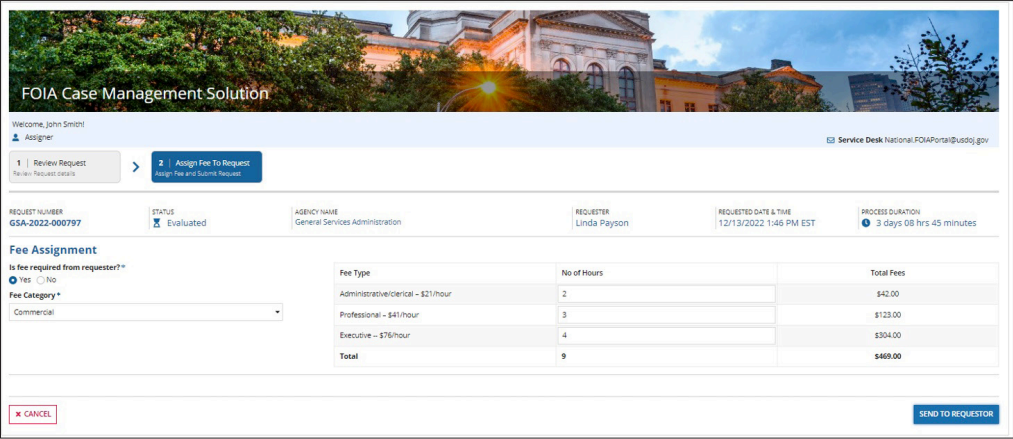 FOIA Case Management Solution
Welcome, John Smith!
Assigner
Service Desk National.FOIAPortal@usdoj.gov
1 | Review Request
Review Request details
2 | Assign Fee To Request
Assign Fee and Submit Request
REQUEST NUMBER
GSA-2022-000797
STATUS
Evaluated
AGENCY NAME
General Services Administration
REQUESTER
Linda Payson
REQUESTED DATE & TIME
12/13/2022 1:46 PM EST
PROCESS DURATION
3 days 08 hrs 45 minutes
Fee Assignment
Is fee required from requester?*
Yes No
Fee Category*
Commercial
Fee Type No of Hours Total Fees
Administrative/clerical – $21/hour 2 $42.00
Professional – $41/hour 3 $123.00
Executive -- $76/hour 4 $304.00
Total 9 $469.00
x CANCEL
SEND TO REQUESTOR